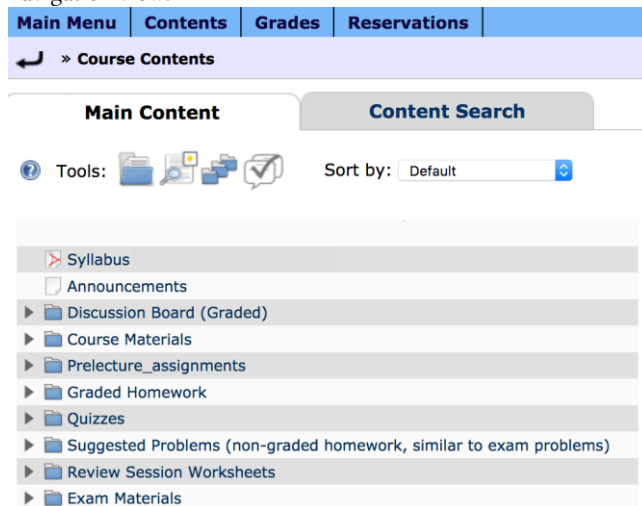 Main Menu Contents Grades Reservations
» Course Contents
Main Content Content Search
Tools: Sort by: Default
Syllabus
Announcements
Discussion Board (Graded)
Course Materials
Prelecture_assignments
Graded Homework
Quizzes
Suggested Problems (non-graded homework, similar to exam problems)
Review Session Worksheets
Exam Materials